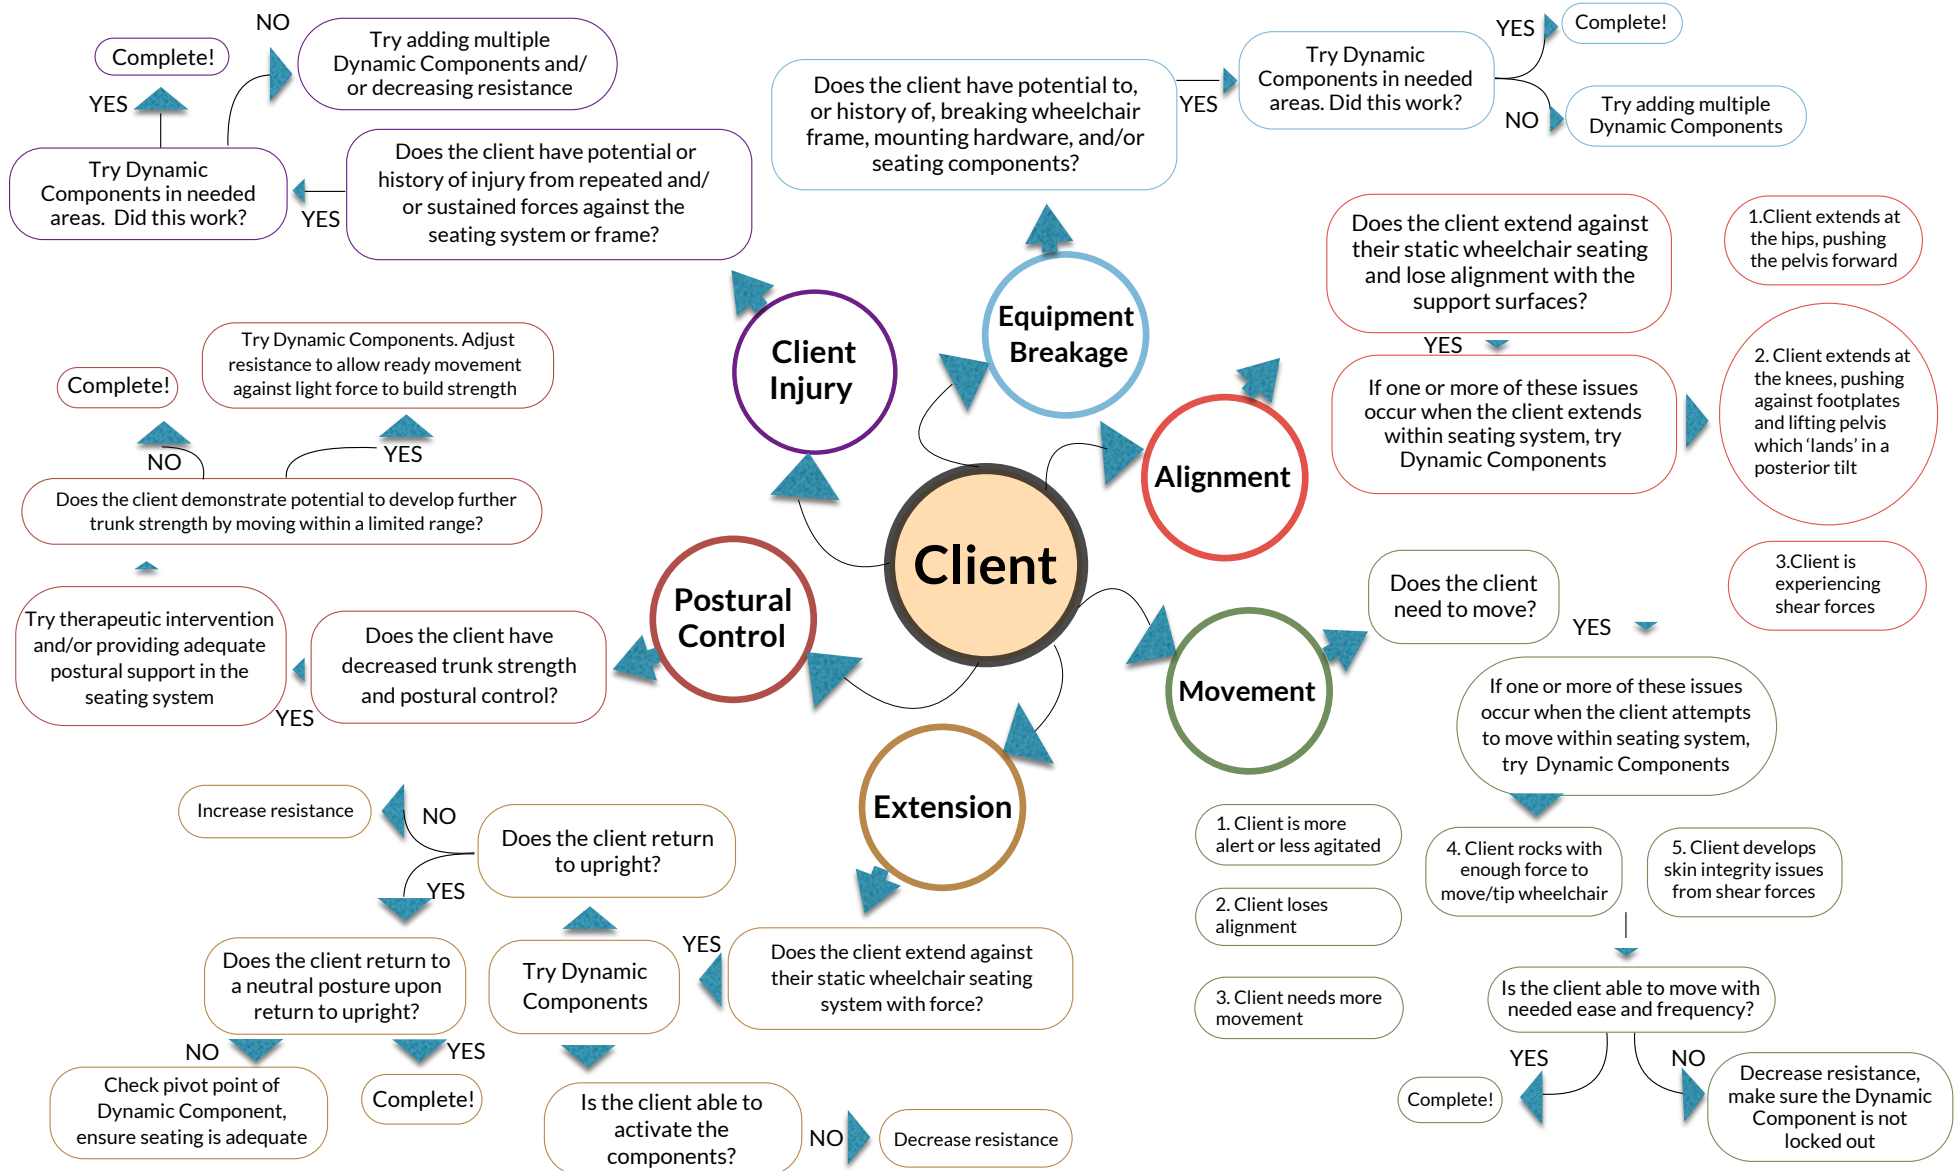 NO
Complete!
Try adding multiple
Dynamic Components and/
or decreasing resistance
YES
Try Dynamic
Components in needed
areas.  Did this work?
YES
Does the client have potential or
history of injury from repeated and/
or sustained forces against the
seating system or frame?
Client
Injury
Does the client have potential to,
or history of, breaking wheelchair
frame, mounting hardware, and/or
seating components?
YES
Try Dynamic
Components in needed
areas. Did this work?
YES
Complete!
NO
Try adding multiple
Dynamic Components
Equipment
Breakage
Does the client extend against
their static wheelchair seating
and lose alignment with the
support surfaces?
YES
If one or more of these issues
occur when the client extends
within seating system, try
Dynamic Components
1.Client extends at
the hips, pushing
the pelvis forward
2. Client extends at
the knees, pushing
against footplates
and lifting pelvis
which ‘lands’ in a
posterior tilt
3.Client is
experiencing
shear forces
Alignment
Client
Complete!
Try Dynamic Components. Adjust
resistance to allow ready movement
against light force to build strength
NO
YES
Does the client demonstrate potential to develop further
trunk strength by moving within a limited range?
Try therapeutic intervention
and/or providing adequate
postural support in the
seating system
YES
Does the client have
decreased trunk strength
and postural control?
Postural
Control
Movement
Does the client
need to move?
YES
If one or more of these issues
occur when the client attempts
to move within seating system,
try  Dynamic Components
1. Client is more
alert or less agitated
2. Client loses
alignment
3. Client needs more
movement
4. Client rocks with
enough force to
move/tip wheelchair
5. Client develops
skin integrity issues
from shear forces
Is the client able to move with
needed ease and frequency?
YES
Complete!
NO
Decrease resistance,
make sure the Dynamic
Component is not
locked out
Extension
Does the client extend against
their static wheelchair seating
system with force?
YES
Try Dynamic
Components
Does the client return
to upright?
NO
Increase resistance
YES
Does the client return to
a neutral posture upon
return to upright?
NO
Check pivot point of
Dynamic Component,
ensure seating is adequate
YES
Complete!
Is the client able to
activate the
components?
NO
Decrease resistance